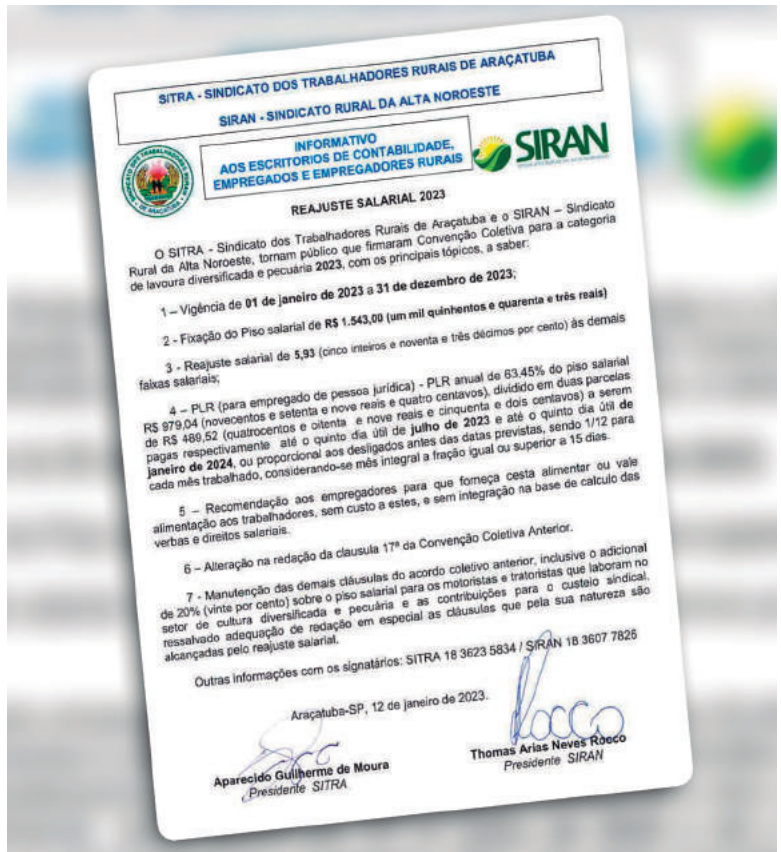 SITRA - SINDICATO DOS TRABALHADORES RURAIS DE ARAÇATUBA
SIRAN - SINDICATO RURAL DA ALTA NOROESTE
SINDICATO DOS TRABALHADORES RURAIS
DE ARAÇATUBA
INFORMATIVO
AOS ESCRITORIOS DE CONTABILIDADE,
EMPREGADOS E EMPREGADORES RURAIS
SIRAN
REAJUSTE SALARIAL 2023
O SITRA - Sindicato dos Trabalhadores Rurais de Araçatuba e o SIRAN – Sindicato
Rural da Alta Noroeste, tornam público que firmaram Convenção Coletiva para a categoria
de lavoura diversificada e pecuária 2023, com os principais tópicos, a saber:
1 – Vigência de 01 de janeiro de 2023 a 31 de dezembro de 2023;
2 - Fixação do Piso salarial de R$ 1.543,00 (um mil quinhentos e quarenta e três reais)
3 - Reajuste salarial de 5,93 (cinco inteiros e noventa e três décimos por cento) às demais
faixas salariais;
4 – PLR (para empregado de pessoa jurídica) - PLR anual de 63,45% do piso salarial
R$ 979,04 (novecentos e setenta e nove reais e quatro centavos), dividido em duas parcelas
de R$ 489,52 (quatrocentos e oitenta e nove reais e cinquenta e dois centavos) a serem
pagas respectivamente até o quinto dia útil de julho de 2023 e até o quinto dia útil de
janeiro de 2024, ou proporcional aos desligados antes das datas previstas, sendo 1/12 para
cada mês trabalhado, considerando-se mês integral a fração igual ou superior a 15 dias.
5 – Recomendação aos empregadores para que forneça cesta alimentar ou vale
alimentação aos trabalhadores, sem custo a estes, e sem integração na base de calculo das
verbas e direitos salariais.
6 – Alteração na redação da clausula 17ª da Convenção Coletiva Anterior.
7 - Manutenção das demais cláusulas do acordo coletivo anterior, inclusive o adicional
de 20% (vinte por cento) sobre o piso salarial para os motoristas e tratoristas que laboram no
setor de cultura diversificada e pecuária e as contribuições para o custeio sindical,
ressalvado adequação de redação em especial as cláusulas que pela sua natureza são
alcançadas pelo reajuste salarial.
Outras informações com os signatários: SITRA 18 3623 5834 / SIRAN 18 3607 7826
Araçatuba-SP, 12 de janeiro de 2023.
Rocco
Aparecido Guilherme de Moura
Presidente SITRA
Thomas Arias Neves Rocco
Presidente SIRAN